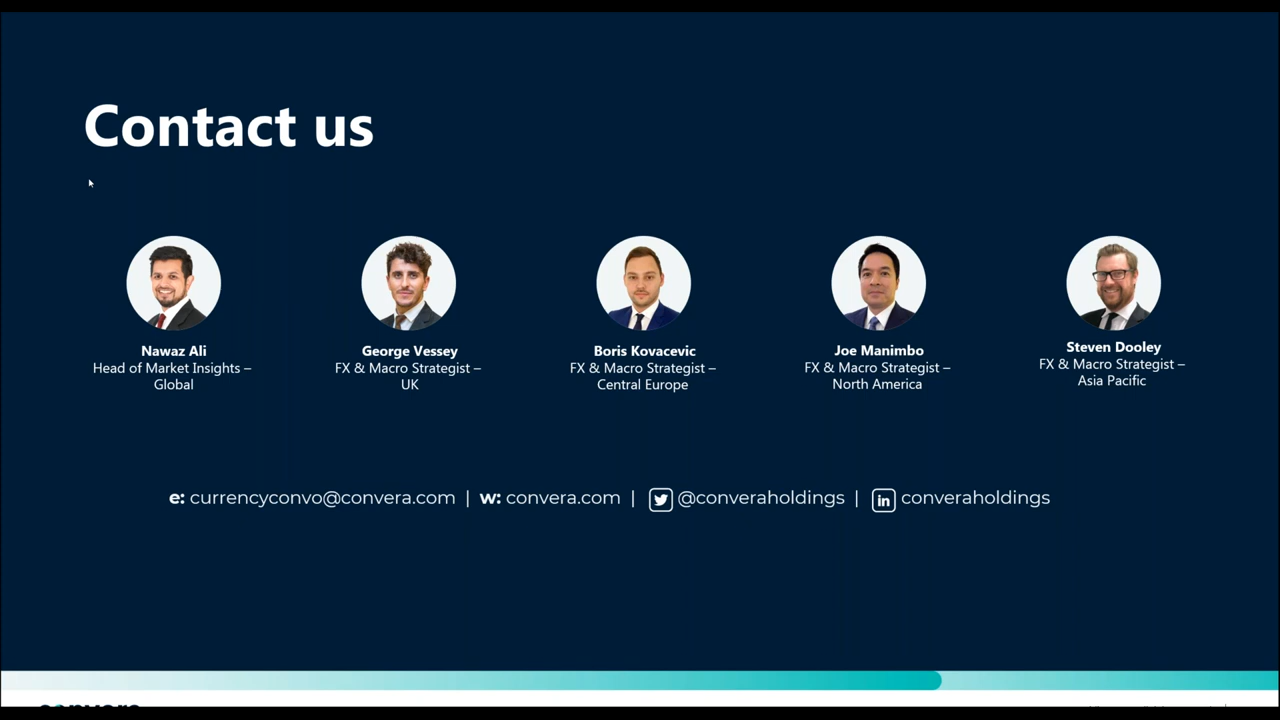 Contact us
Nawaz Ali
Head of Market Insights –
Global
George Vessey
FX & Macro Strategist –
UK
Boris Kovacevic
FX & Macro Strategist –
Central Europe
Joe Manimbo
FX & Macro Strategist –
North America
Steven Dooley
FX & Macro Strategist –
Asia Pacific
e: currencyconvo@convera.com | w: convera.com | @converaholdings | in converaholdings
convera